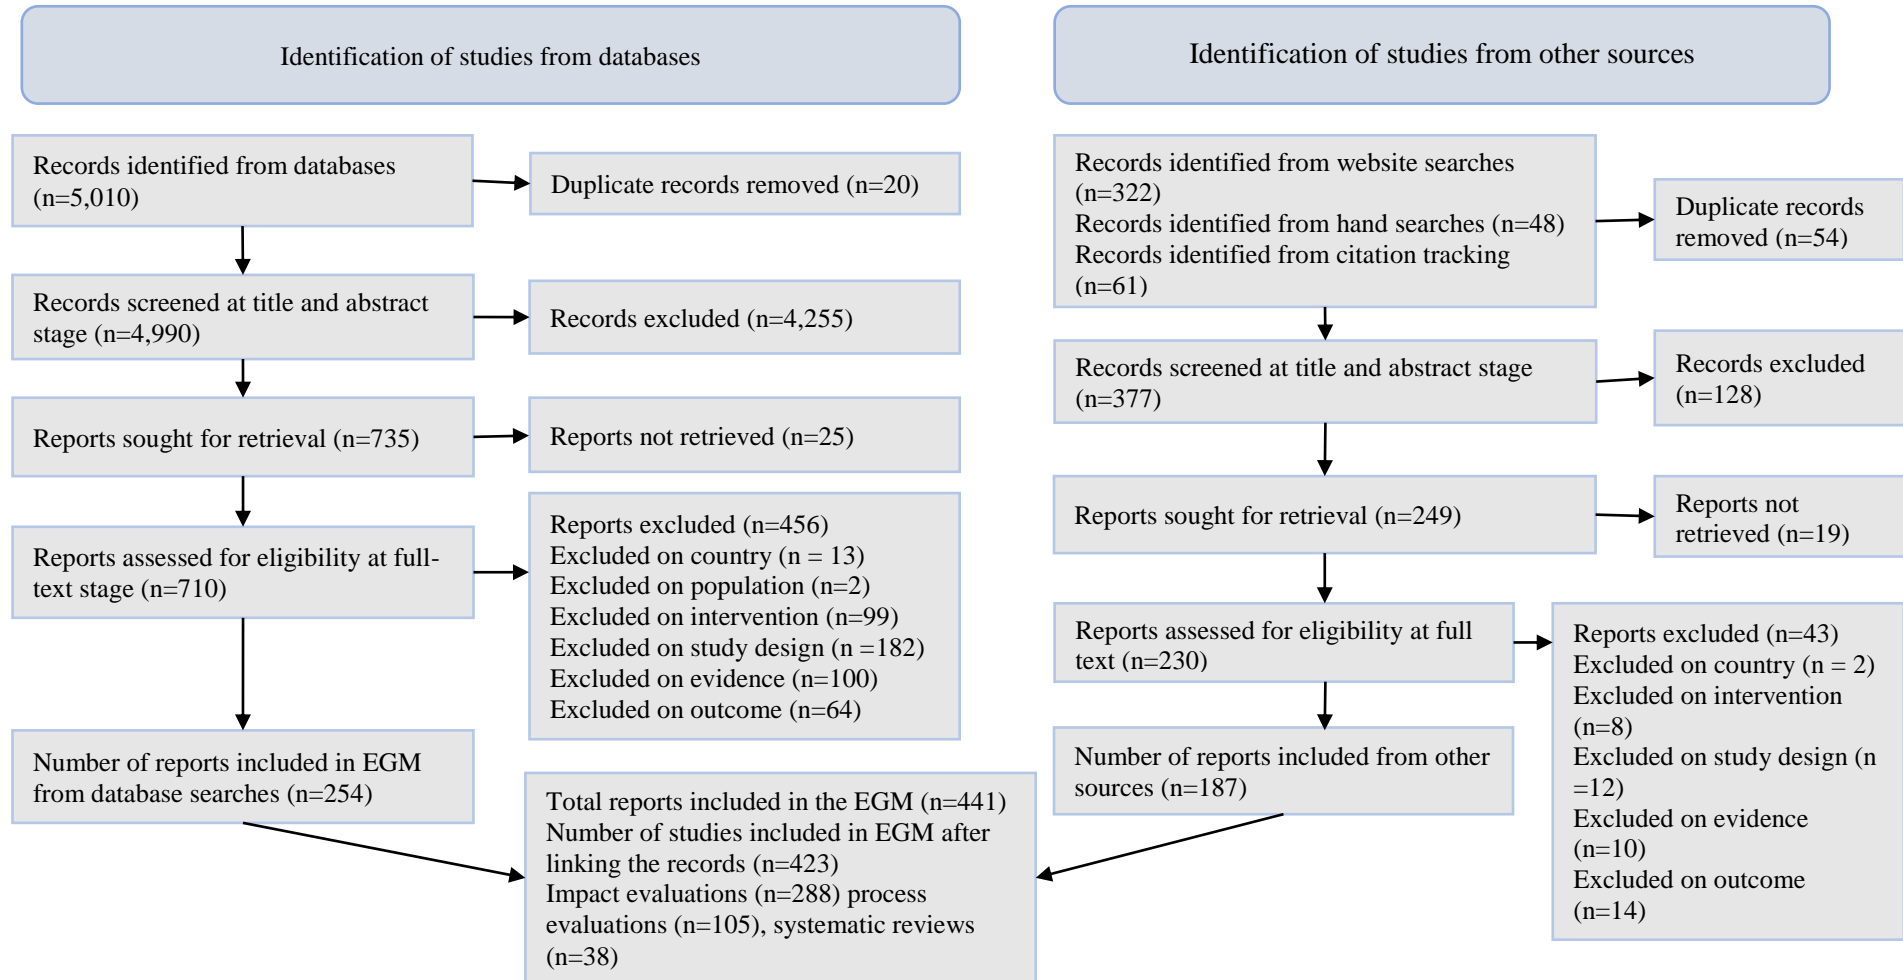 Identification of studies from databases
Records identified from databases
(n=5,010)
Duplicate records removed (n=20)
Records screened at title and abstract
stage (n=4,990)
Records excluded (n=4,255)
Reports sought for retrieval (n=735)
Reports not retrieved (n=25)
Reports assessed for eligibility at full-
text stage (n=710)
Reports excluded (n=456)
Excluded on country (n = 13)
Excluded on population (n=2)
Excluded on intervention (n=99)
Excluded on study design (n =182)
Excluded on evidence (n=100)
Excluded on outcome (n=64)
Number of reports included in EGM
from database searches (n=254)
Identification of studies from other sources
Records identified from website searches
(n=322)
Records identified from hand searches (n=48)
Records identified from citation tracking
(n=61)
Duplicate records
removed (n=54)
Records screened at title and abstract stage
(n=377)
Records excluded
(n=128)
Reports sought for retrieval (n=249)
Reports not
retrieved (n=19)
Reports assessed for eligibility at full
text (n=230)
Reports excluded (n=43)
Excluded on country (n = 2)
Excluded on intervention
(n=8)
Excluded on study design (n
=12)
Excluded on evidence
(n=10)
Excluded on outcome
(n=14)
Number of reports included from other
sources (n=187)
Total reports included in the EGM (n=441)
Number of studies included in EGM after
linking the records (n=423)
Impact evaluations (n=288) process
evaluations (n=105), systematic reviews
(n=38)